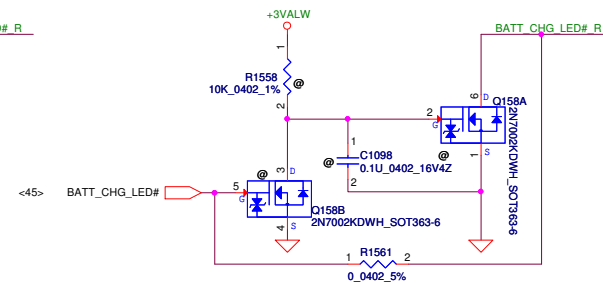 # R
+3VALW
BATT_CHG_LED#_R
1
R1558
10K_0402_1%
@
2
6
D
Q158A
2
G
2N7002KDWH_SOT363-6
@
S
1
1
C1098
@
0.1U_0402_16V4Z
2
@
3
D
<45>
BATT_CHG_LED#
5
G
Q158B
2N7002KDWH_SOT363-6
4
S
R1561
1
2
0_0402_5%